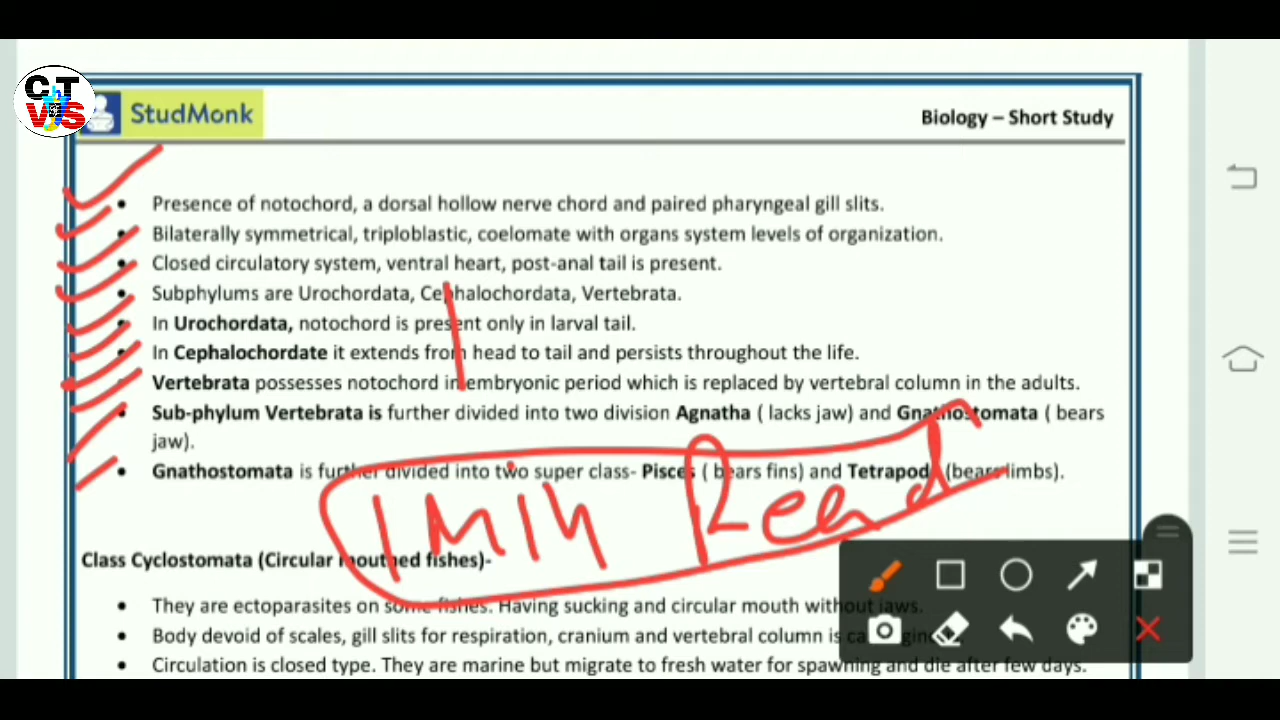 CT
VJS
StudMonk
Biology – Short Study
• Presence of notochord, a dorsal hollow nerve chord and paired pharyngeal gill slits.
• Bilaterally symmetrical, triploblastic, coelomate with organs system levels of organization.
• Closed circulatory system, ventral heart, post-anal tail is present.
• Subphylums are Urochordata, Cephalochordata, Vertebrata.
• In Urochordata, notochord is present only in larval tail.
• In Cephalochordate it extends from head to tail and persists throughout the life.
• Vertebrata possesses notochord in embryonic period which is replaced by vertebral column in the adults.
• Sub-phylum Vertebrata is further divided into two division Agnatha ( lacks jaw) and Gnathostomata ( bears
jaw).
• Gnathostomata is further divided into two super class- Pisces ( bears fins) and Tetrapods (bears limbs).
1 Min Read
Class Cyclostomata (Circular mouthed fishes)-
• They are ectoparasites on some fishes. Having sucking and circular mouth without jaws.
• Body devoid of scales, gill slits for respiration, cranium and vertebral column is
• Circulation is closed type. They are marine but migrate to fresh water for spawning and die after few days.